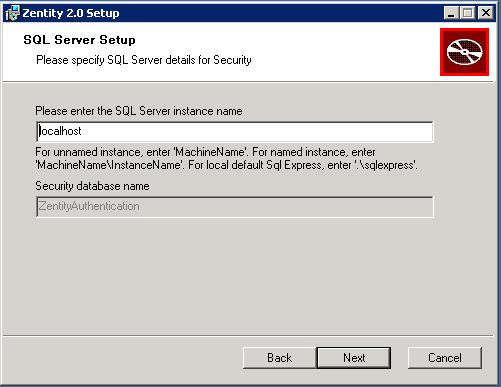 Zentity 2.0 Setup
SQL Server Setup
Please specify SQL Server details for Security
Please enter the SQL Server instance name
localhost
For unnamed instance, enter 'MachineName'. For named instance, enter
'MachineName\InstanceName'. For local default Sql Express, enter '.\sqlexpress'.
Security database name
ZentityAuthentication
Back
Next
Cancel